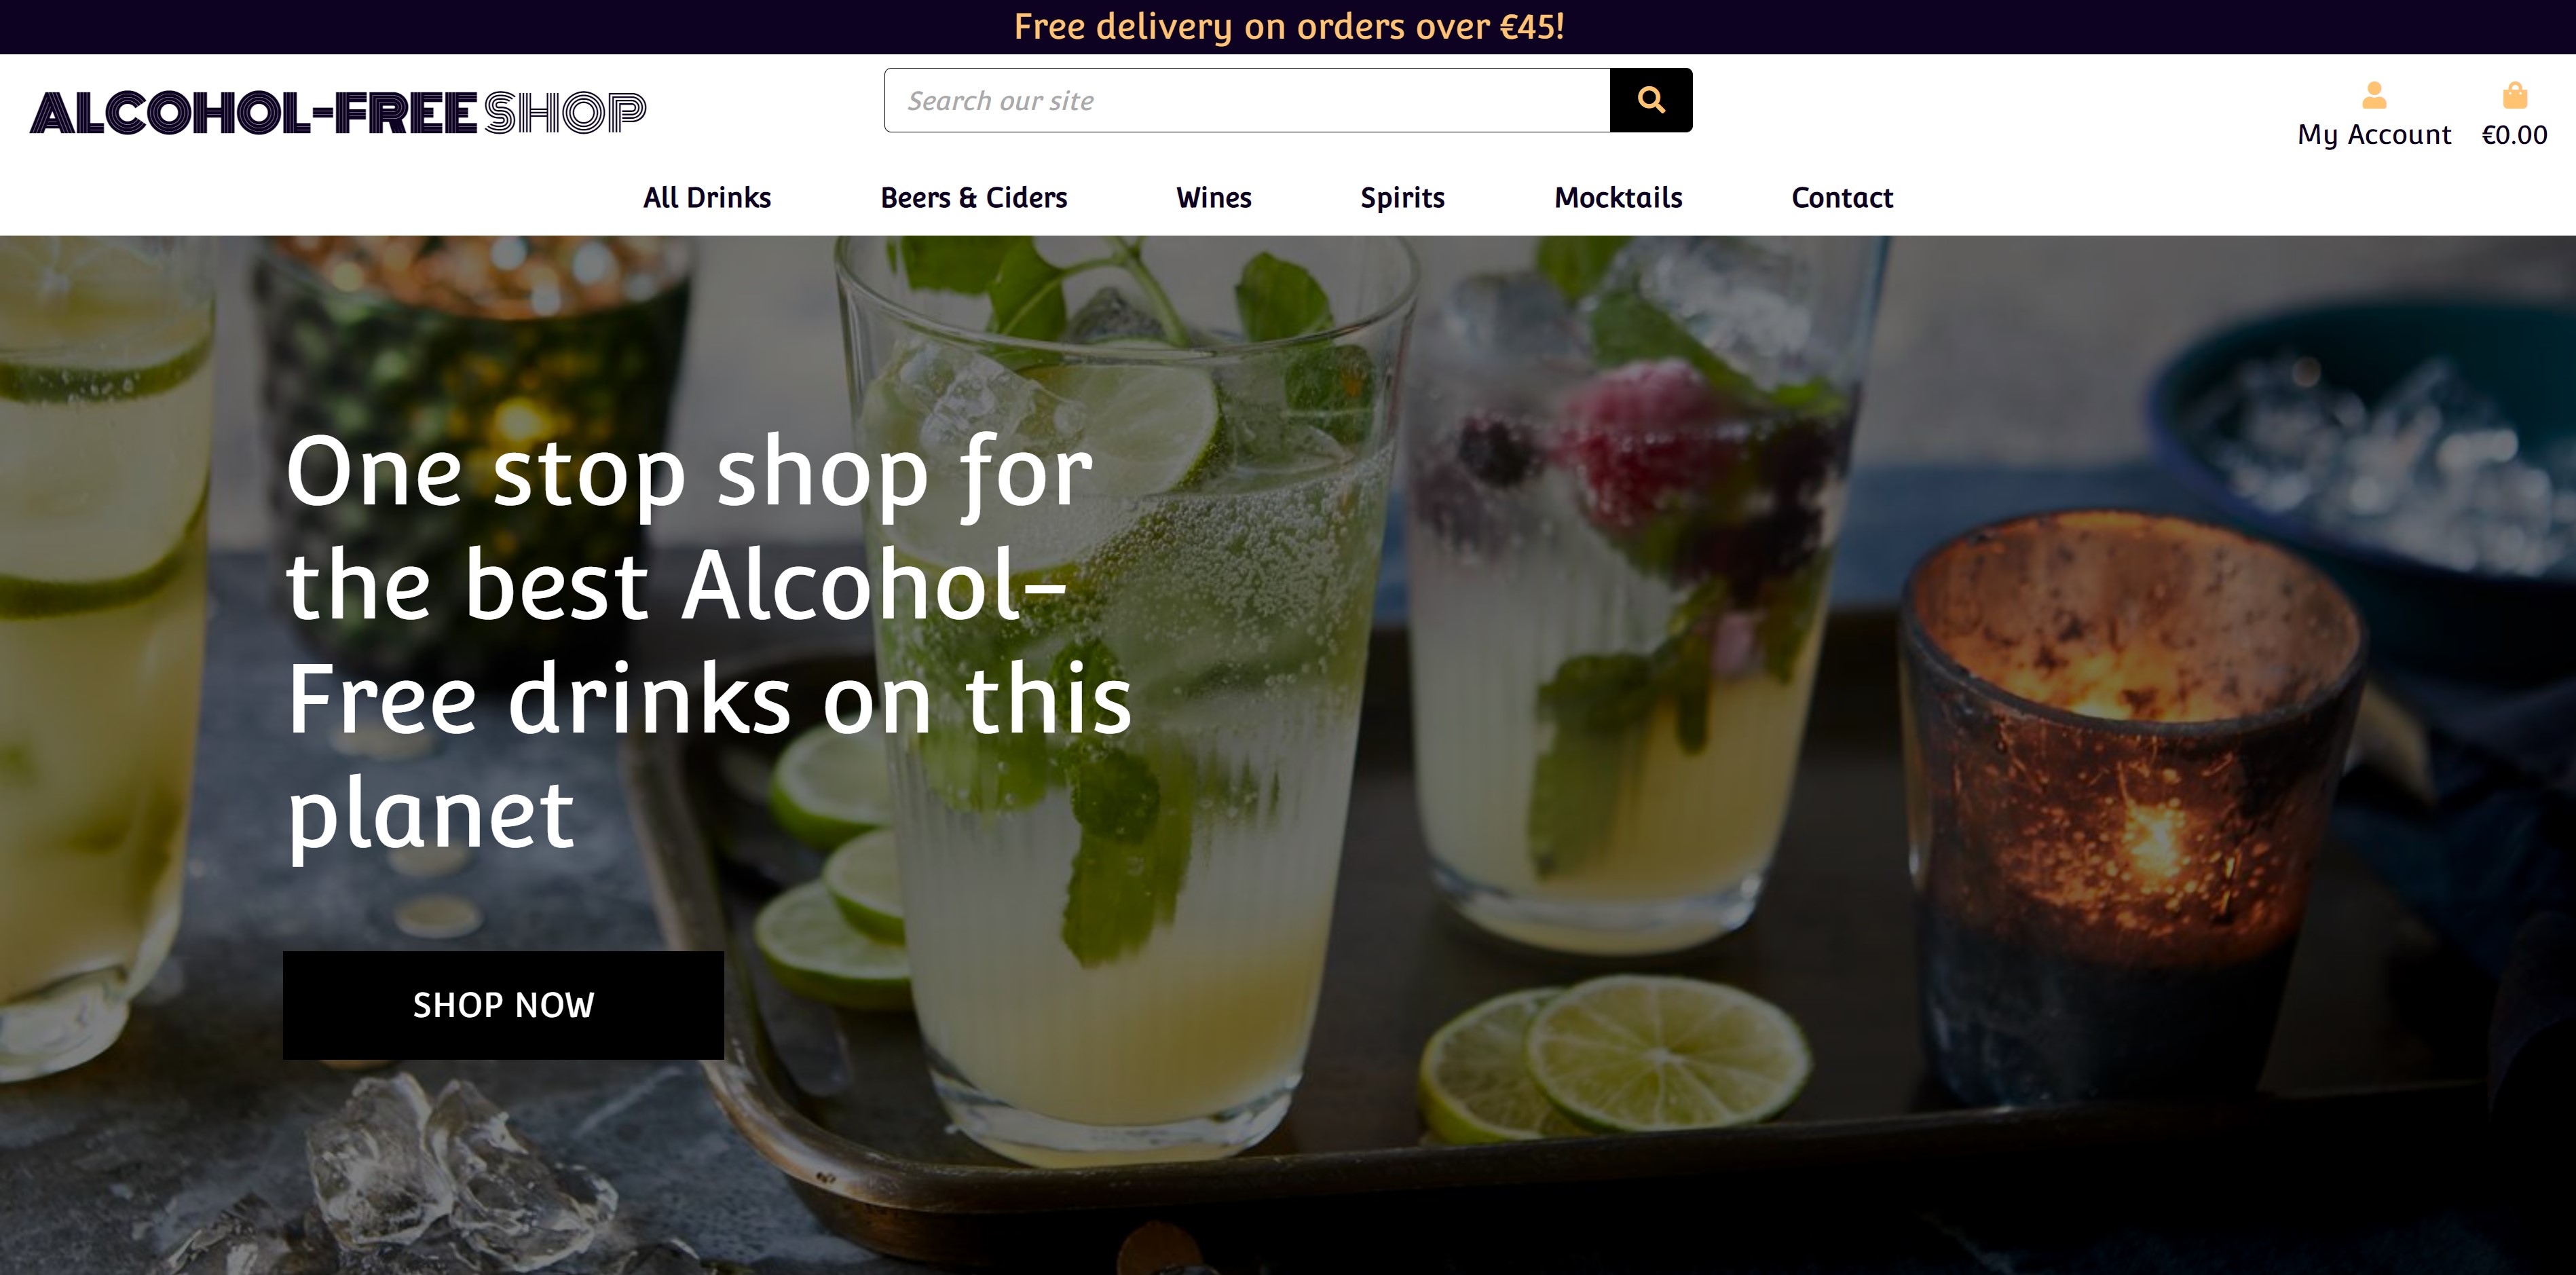 Free delivery on orders over €45!
ALCOHOL-FREE SHOP
Search our site
My Account
€0.00
All Drinks
Beers & Ciders
Wines
Spirits
Mocktails
Contact
One stop shop for
the best Alcohol-
Free drinks on this
planet
SHOP NOW